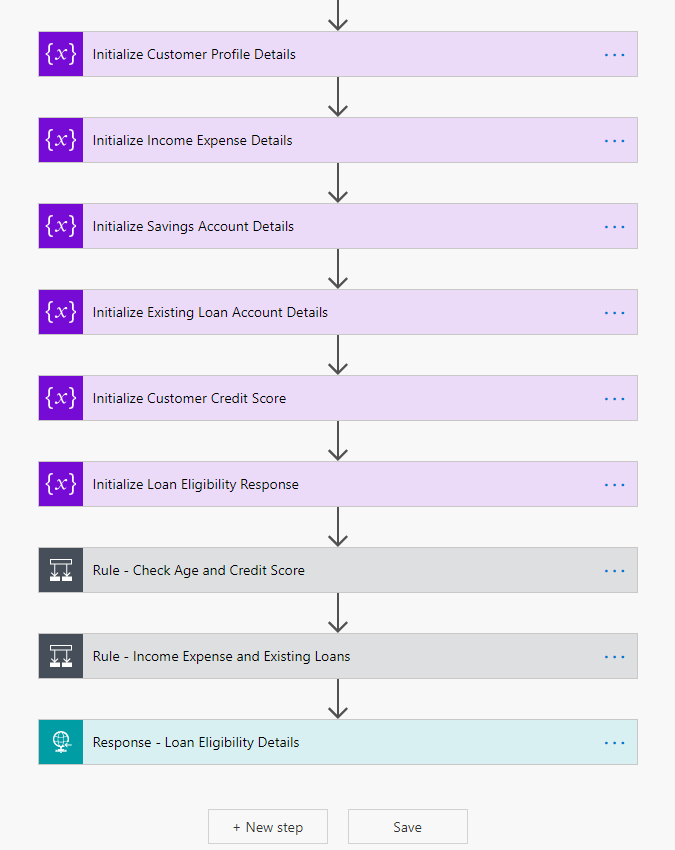 {x} Initialize Customer Profile Details ...
{x} Initialize Income Expense Details ...
{x} Initialize Savings Account Details ...
{x} Initialize Existing Loan Account Details ...
{x} Initialize Customer Credit Score ...
{x} Initialize Loan Eligibility Response ...
Rule - Check Age and Credit Score ...
Rule - Income Expense and Existing Loans ...
Response - Loan Eligibility Details ...
+ New step Save